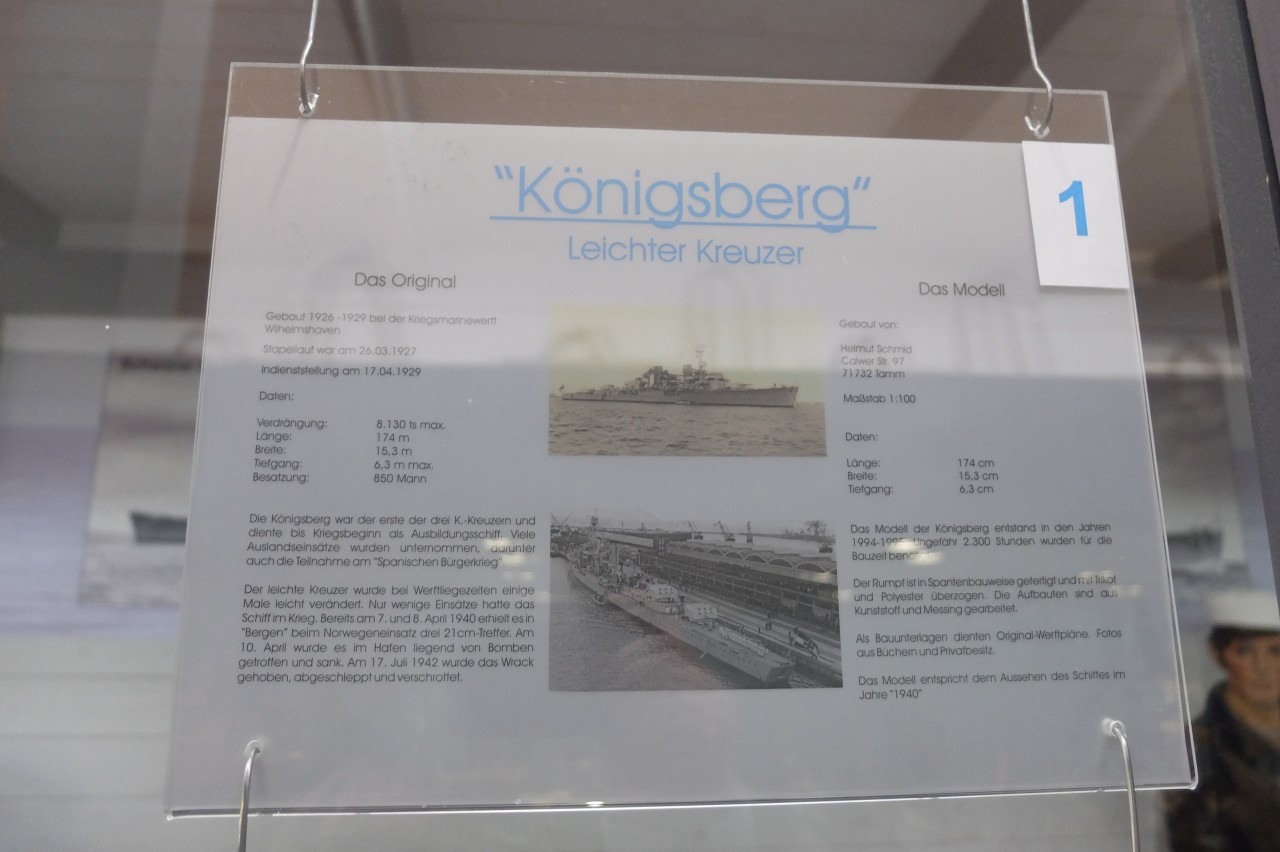 "Königsberg"
Leichter Kreuzer
1
Das Original
Gebaut 1926 -1929 bei der Kriegsmarinewerft
Wilhelmshaven
Stapellauf war am 26.03.1927
Indienststellung am 17.04.1929
Daten:
Verdrängung: 8.130 ts max.
Länge: 174 m
Breite: 15,3 m
Tiefgang: 6,3 m max.
Besatzung: 850 Mann
Die Königsberg war der erste der drei K.-Kreuzern und
diente bis Kriegsbeginn als Ausbildungsschiff. Viele
Auslandseinsätze wurden unternommen, darunter
auch die Teilnahme am "Spanischen Bürgerkrieg".
Der leichte Kreuzer wurde bei Werftliegezeiten einige
Male leicht verändert. Nur wenige Einsätze hatte das
Schiff im Krieg. Bereits am 7. und 8. April 1940 erhielt es in
"Bergen" beim Norwegeneinsatz drei 21cm-Treffer. Am
10. April wurde es im Hafen liegend von Bomben
getroffen und sank. Am 17. Juli 1942 wurde das Wrack
gehoben, abgeschleppt und verschrottet.
Das Modell
Gebaut von:
Helmut Schmid
Calwer Str. 97
71732 Tamm
Maßstab 1:100
Daten:
Länge: 174 cm
Breite: 15,3 cm
Tiefgang: 6,3 cm
Das Modell der Königsberg entstand in den Jahren
Ungefähr 2.300 Stunden wurden für die
Bauzeit
Der Rumpf ist in Spantenbauweise gefertigt und mit Trikot
und Polyester überzogen. Die Aufbauten sind aus
Kunststoff und Messing gearbeitet.
Als Bauunterlagen dienten Original-Werftpläne. Fotos
aus Büchern und Privatbesitz.
Das Modell entspricht dem Aussehen des Schiffes im
Jahre "1940"